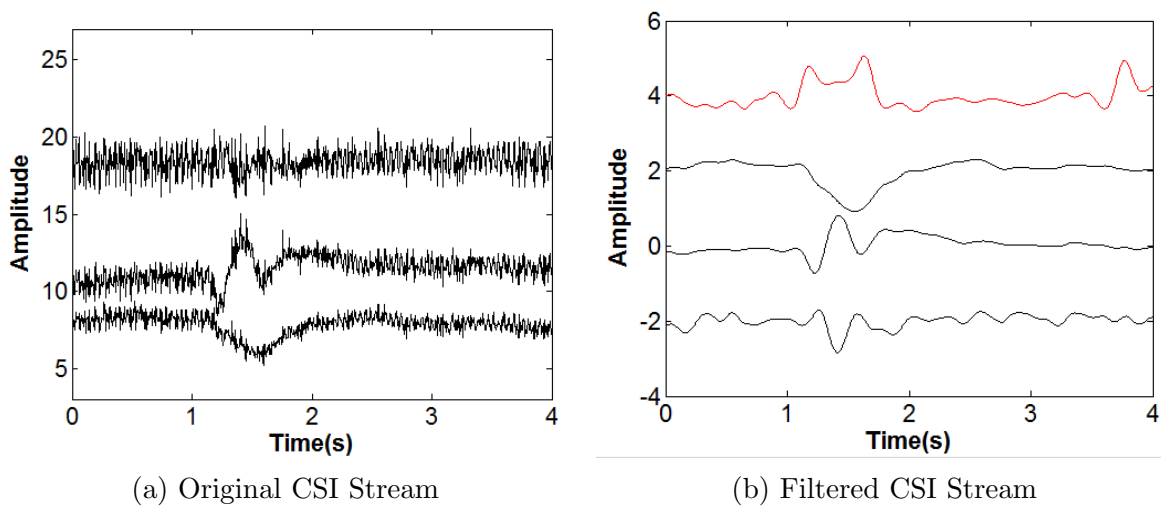 Amplitude
25
20
15
10
5
0 1 2 3 4
Time(s)
(a) Original CSI Stream
Amplitude
6
4
2
0
-2
-4
0 1 2 3 4
Time(s)
(b) Filtered CSI Stream